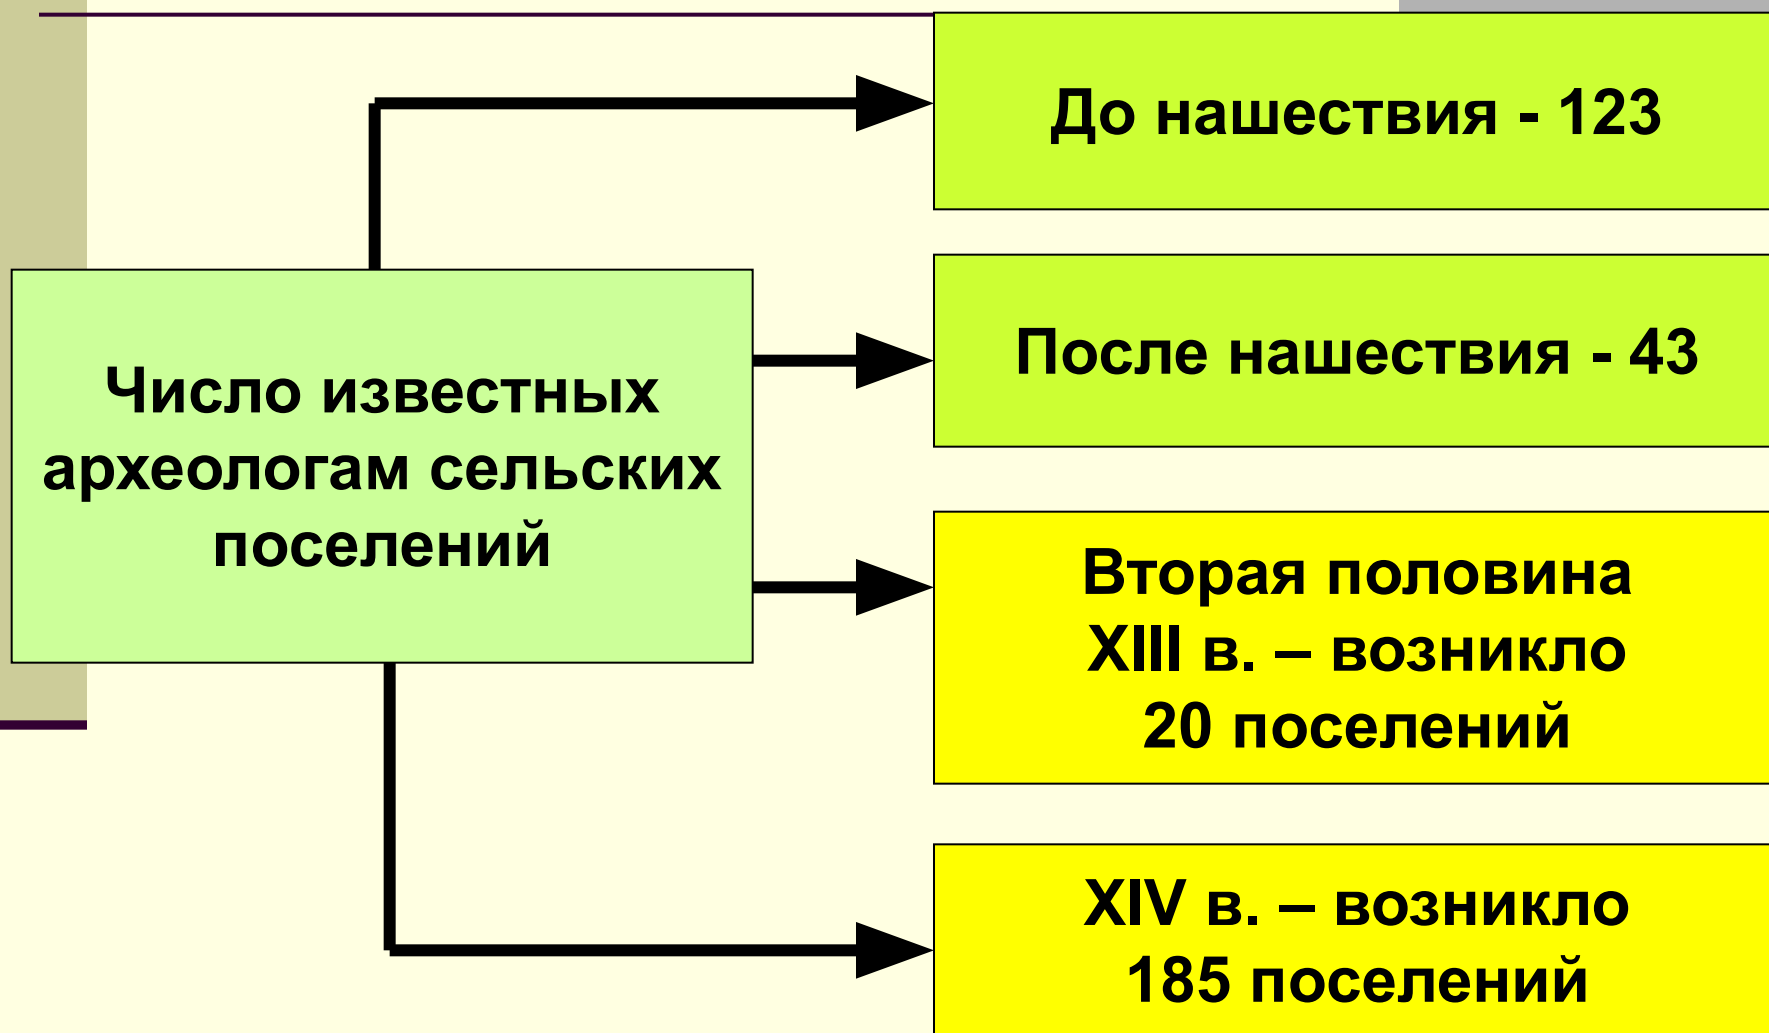 До нашествия - 123
После нашествия - 43
Число известных
археологам сельских
поселений
Вторая половина
XIII в. – возникло
20 поселений
XIV в. – возникло
185 поселений